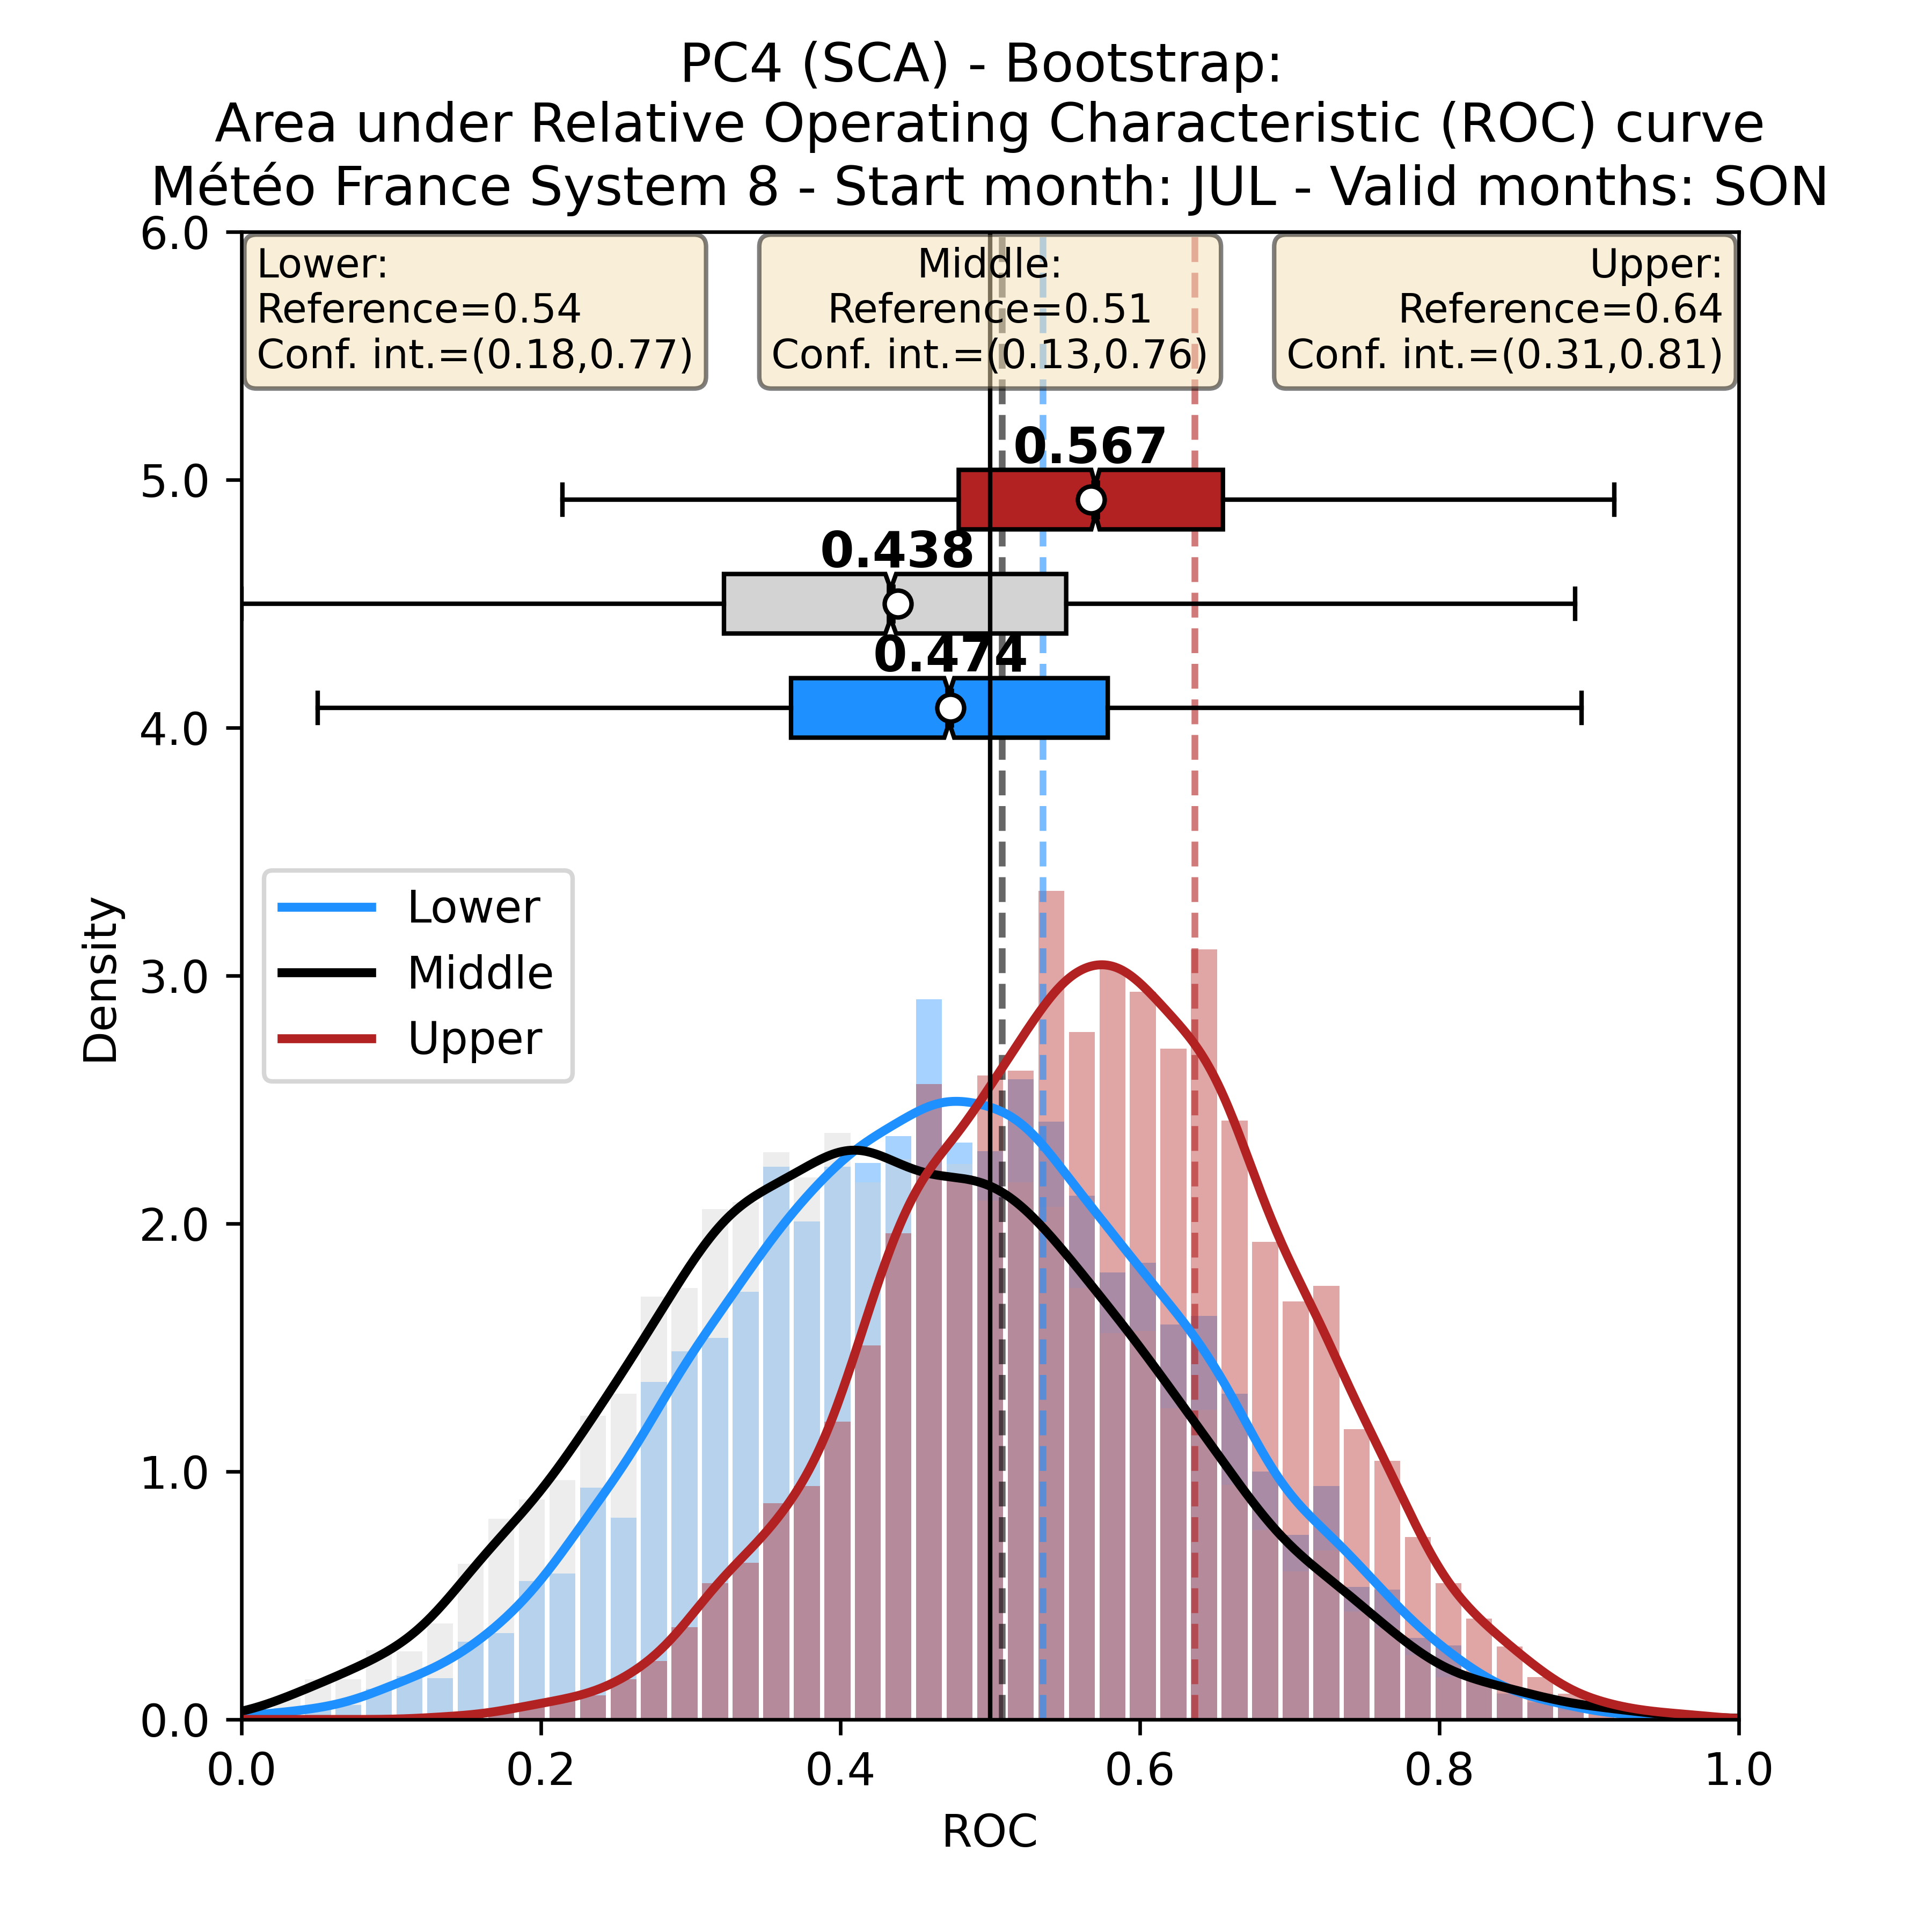 PC4 (SCA) - Bootstrap:
Area under Relative Operating Characteristic (ROC) curve
Météo France System 8 - Start month: JUL - Valid months: SON
6.0
Lower:
Reference=0.54
Conf. int.=(0.18,0.77)
Middle:
Reference=0.51
Conf. int.=(0.13,0.76)
Upper:
Reference=0.64
Conf. int.=(0.31,0.81)
0.567
5.0
0.438
0.474
4.0
Lower
Middle
Upper
3.0
Density
2.0
1.0
0.0
0.0
0.2
0.4
0.6
0.8
1.0
ROC